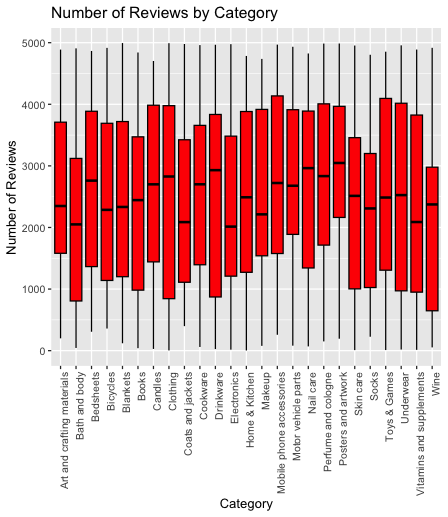 Number of Reviews by Category
Number of Reviews
5000
4000
3000
2000
1000
0
Art and crafting materials
Bath and body
Bedsheets
Bicycles
Blankets
Books
Candles
Clothing
Coats and jackets
Cookware
Drinkware
Electronics
Home & Kitchen
Makeup
Mobile phone accessories
Motor vehicle parts
Nail care
Perfume and cologne
Posters and artwork
Skin care
Socks
Toys & Games
Underwear
Vitamins and supplements
Wine
Category